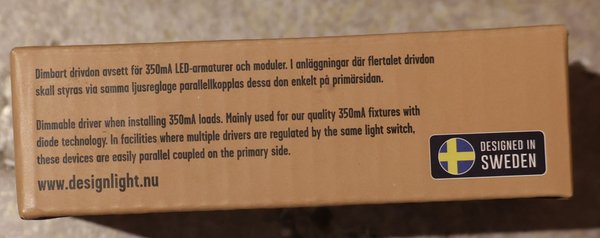 Dimbart drivdon avsett för 350mA LED-armaturer och moduler. I anläggningar där flertalet drivdon
skall styras via samma ljusreglage parallellkopplas dessa don enkelt på primärsidan.
Dimmable driver when installing 350mA loads. Mainly used for our quality 350mA fixtures with
diode technology. In facilities where multiple drivers are regulated by the same light switch,
these devices are easily parallel coupled on the primary side.
www.designlight.nu
DESIGNED IN
SWEDEN